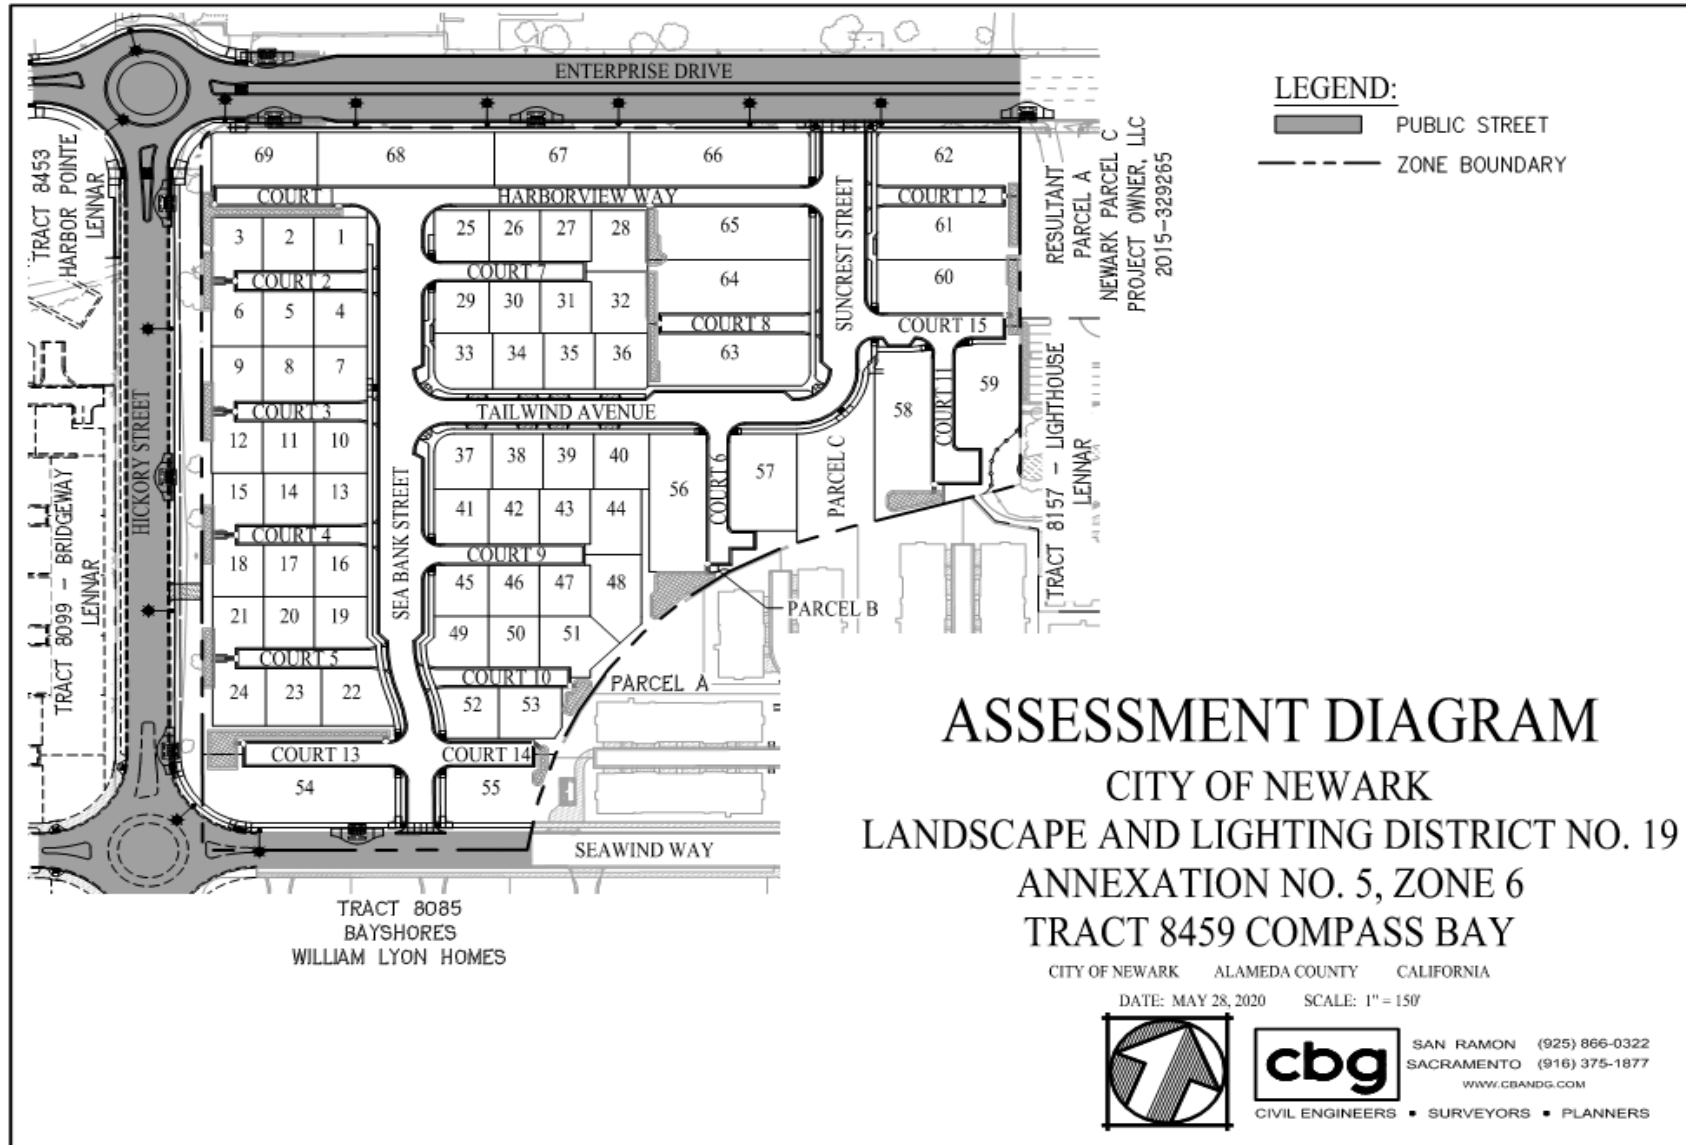 ENTERPRISE DRIVE
LEGEND:
PUBLIC STREET
ZONE BOUNDARY
TRACT 8453
HARBOR POINTE
LENNAR
69
68
67
66
62
COURT 1
HARBORVIEW WAY
COURT 12
SUNCREST STREET
RESULTANT
PARCEL A
NEWARK PARCEL C
PROJECT OWNER, LLC
2015-329265
3
2
1
25
26
27
28
65
61
COURT 2
COURT 7
64
60
6
5
4
29
30
31
32
COURT 8
COURT 15
9
8
7
33
34
35
36
63
59
COURT 11
58
HICKORY STREET
COURT 3
TAILWIND AVENUE
TRACT 8157 - LIGHTHOUSE
LENNAR
12
11
10
37
38
39
40
56
COURT 6
57
PARCEL C
15
14
13
SEA BANK STREET
41
42
43
44
TRACT 8099 - BRIDGEWAY
LENNAR
COURT 4
COURT 9
18
17
16
45
46
47
48
PARCEL B
21
20
19
49
50
51
COURT 5
COURT 10
PARCEL A
24
23
22
52
53
COURT 13
COURT 14
54
55
SEAWIND WAY
TRACT 8085
BAYSHORES
WILLIAM LYON HOMES
ASSESSMENT DIAGRAM
CITY OF NEWARK
LANDSCAPE AND LIGHTING DISTRICT NO. 19
ANNEXATION NO. 5, ZONE 6
TRACT 8459 COMPASS BAY
CITY OF NEWARK ALAMEDA COUNTY CALIFORNIA
DATE: MAY 28, 2020 SCALE: 1" = 150'
cbg
SAN RAMON (925) 866-0322
SACRAMENTO (916) 375-1877
WWW.CBANDG.COM
CIVIL ENGINEERS ▪ SURVEYORS ▪ PLANNERS